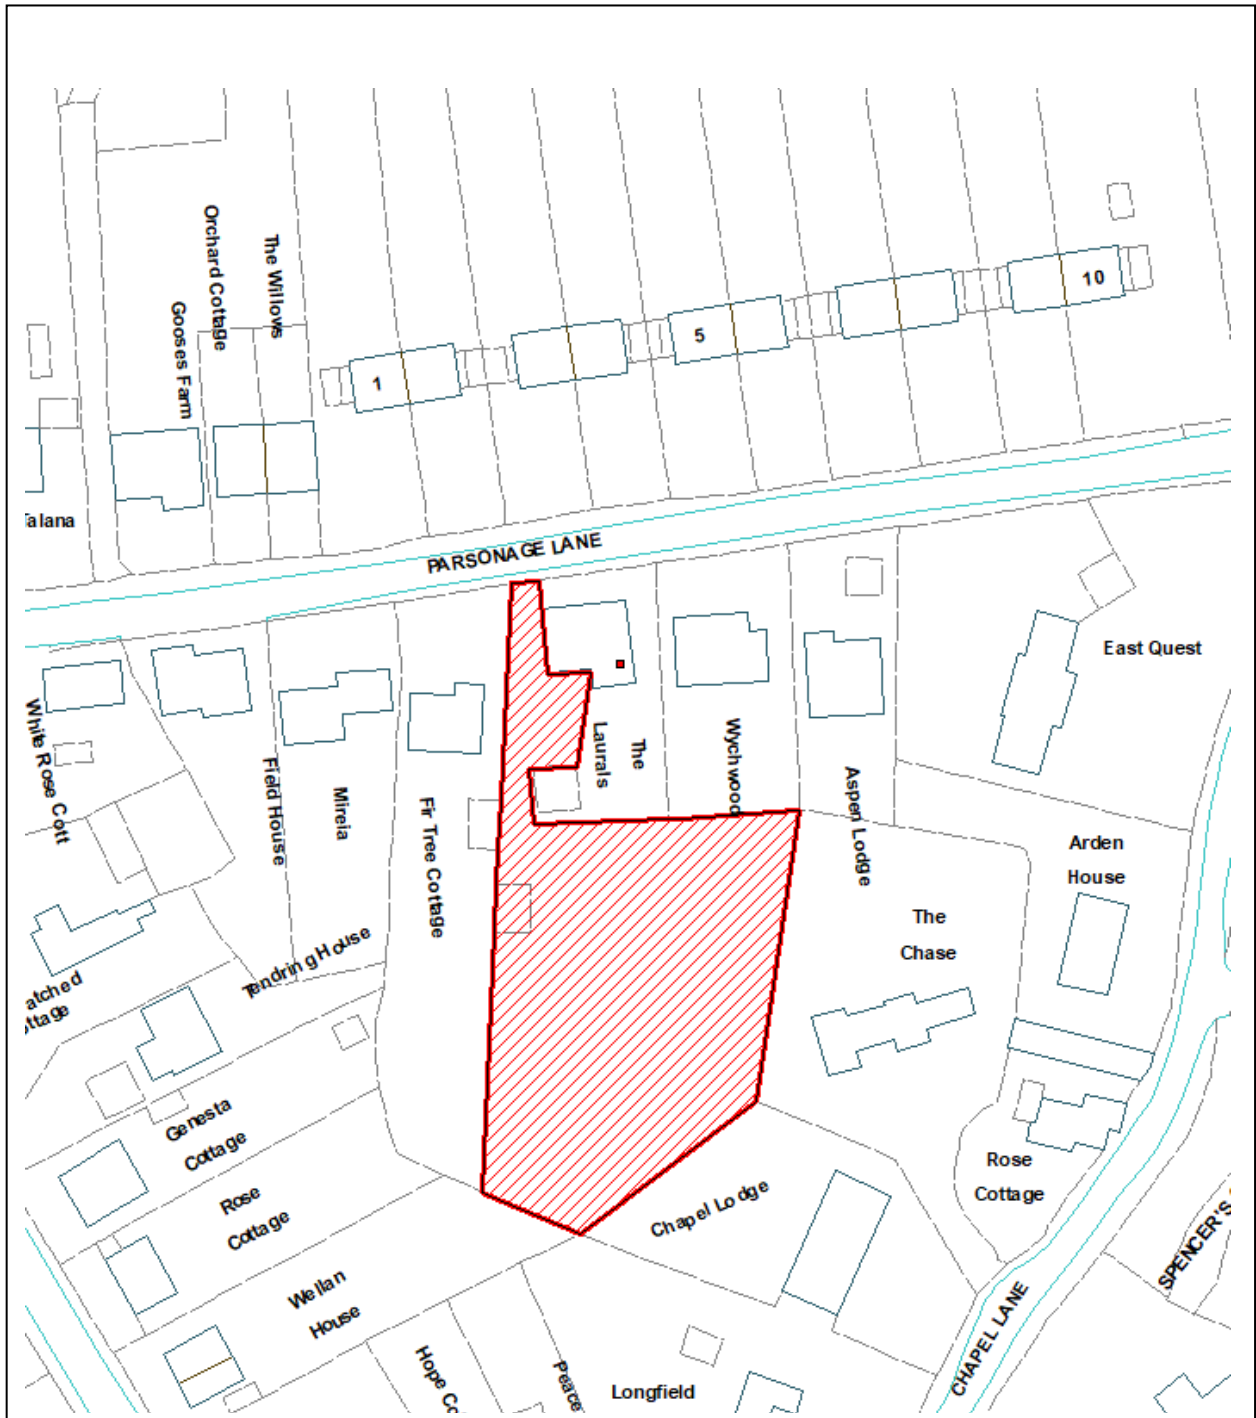 Orchard Cottage
The Willows
Gooses Farm
1
5
10
alana
PARSONAGE LANE
East Quest
White Rose Cott
Field House
Mireia
Fir Tree Cottage
The
Laurals
Wychwood
Aspen Lodge
Arden
House
The
Chase
Tendring House
atched
ttage
Genesta
Cottage
Rose
Cottage
Wellan
House
Chapel Lodge
Rose
Cottage
SPENCER'S
CHAPEL LANE
Hope Co
Peace
Longfield